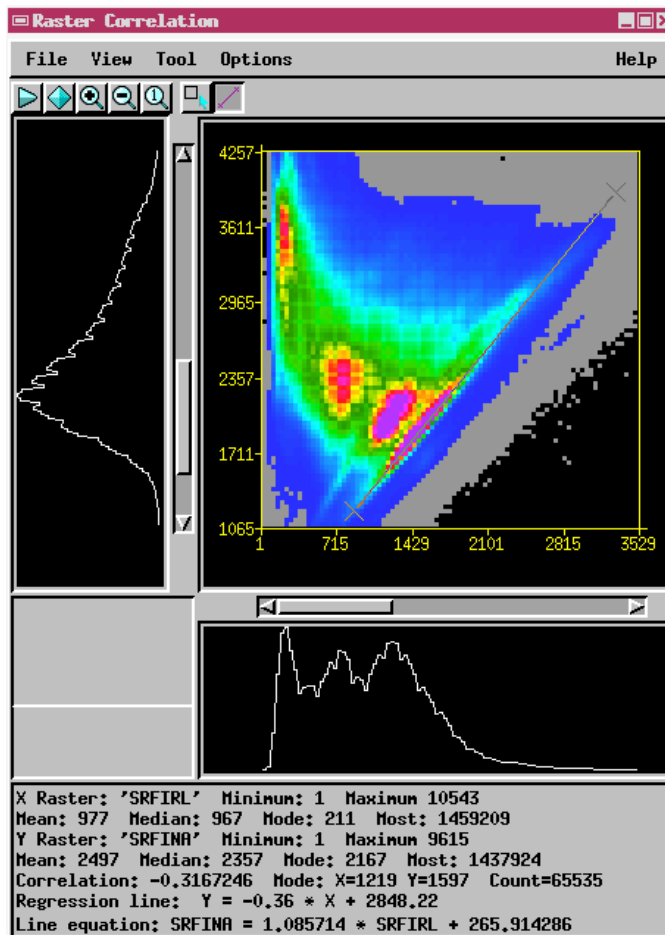 Raster Correlation
File View Tool Options Help
1
4257
3611
2965
2357
1711
1065
1 715 1429 2101 2815 3529
X Raster: 'SRFIRL' Minimum: 1 Maximum 10543
Mean: 977 Median: 967 Mode: 211 Most: 1459209
Y Raster: 'SRFINA' Minimum: 1 Maximum 9615
Mean: 2497 Median: 2357 Mode: 2167 Most: 1437924
Correlation: -0.3167246 Mode: X=1219 Y=1597 Count=65535
Regression line: Y = -0.36 * X + 2848.22
Line equation: SRFINA = 1.085714 * SRFIRL + 265.914286